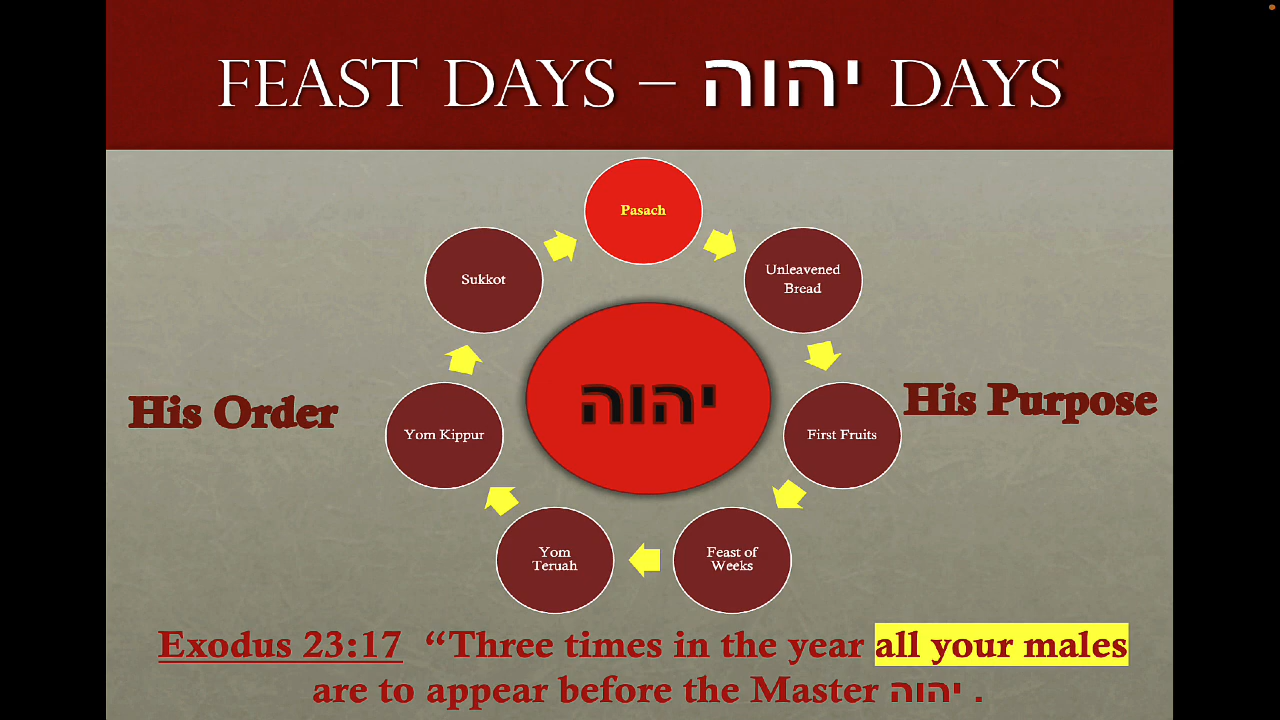 FEAST DAYS – יהוה DAYS
Pasach
Unleavened
Bread
First Fruits
Feast of
Weeks
Yom
Teruah
Yom Kippur
Sukkot
יהוה
His Order
His Purpose
Exodus 23:17 “Three times in the year all your males
are to appear before the Master יהוה .